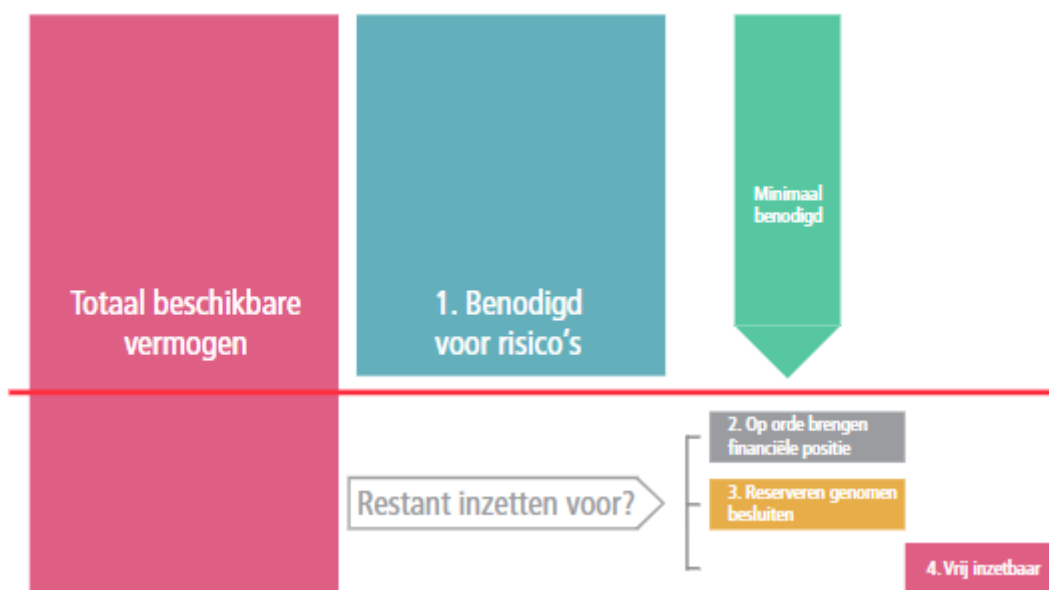 Totaal beschikbare
vermogen
1. Benodigd
voor risico's
Minimaal
benodigd
Restant inzetten voor?
2. Op orde brengen
financiële positie
3. Reserveren genomen
besluiten
4. Vrij inzetbaar